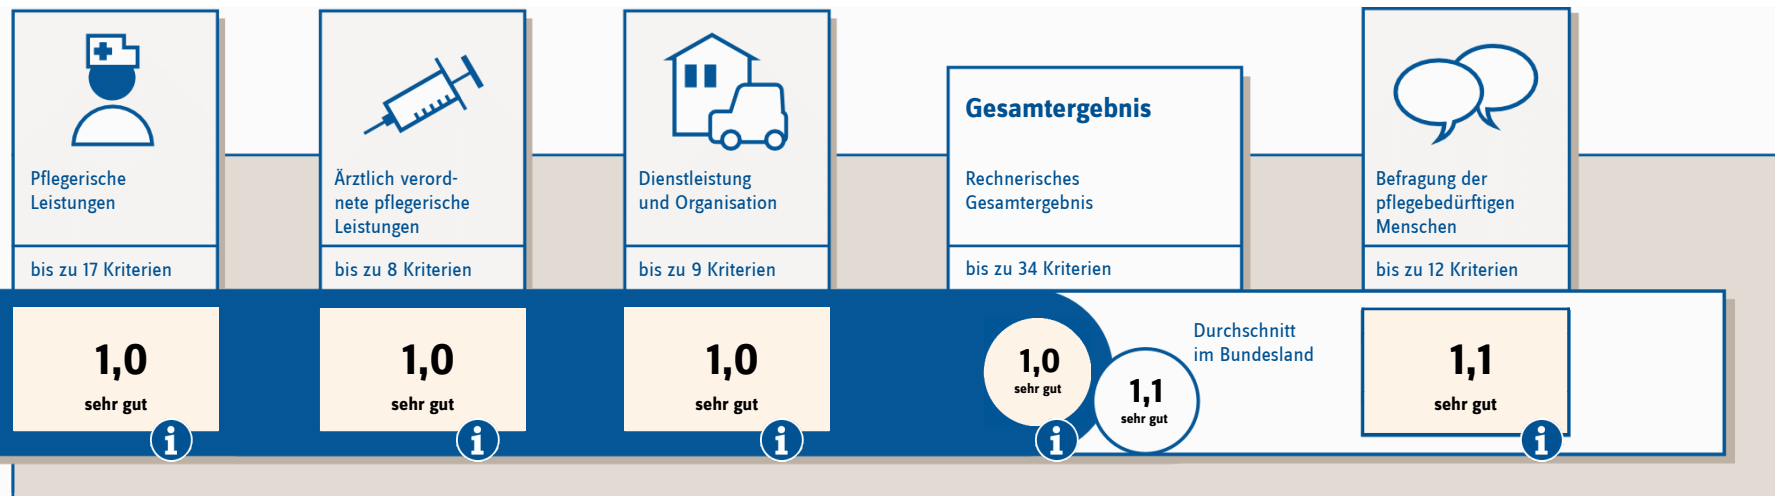 Pflegerische
Leistungen
bis zu 17 Kriterien
1,0
sehr gut
i
Ärztlich verord-
nete pflegerische
Leistungen
bis zu 8 Kriterien
1,0
sehr gut
i
Dienstleistung
und Organisation
bis zu 9 Kriterien
1,0
sehr gut
i
Gesamtergebnis
Rechnerisches
Gesamtergebnis
bis zu 34 Kriterien
1,0
sehr gut
i
1,1
sehr gut
Durchschnitt
im Bundesland
Befragung der
pflegebedürftigen
Menschen
bis zu 12 Kriterien
1,1
sehr gut
i